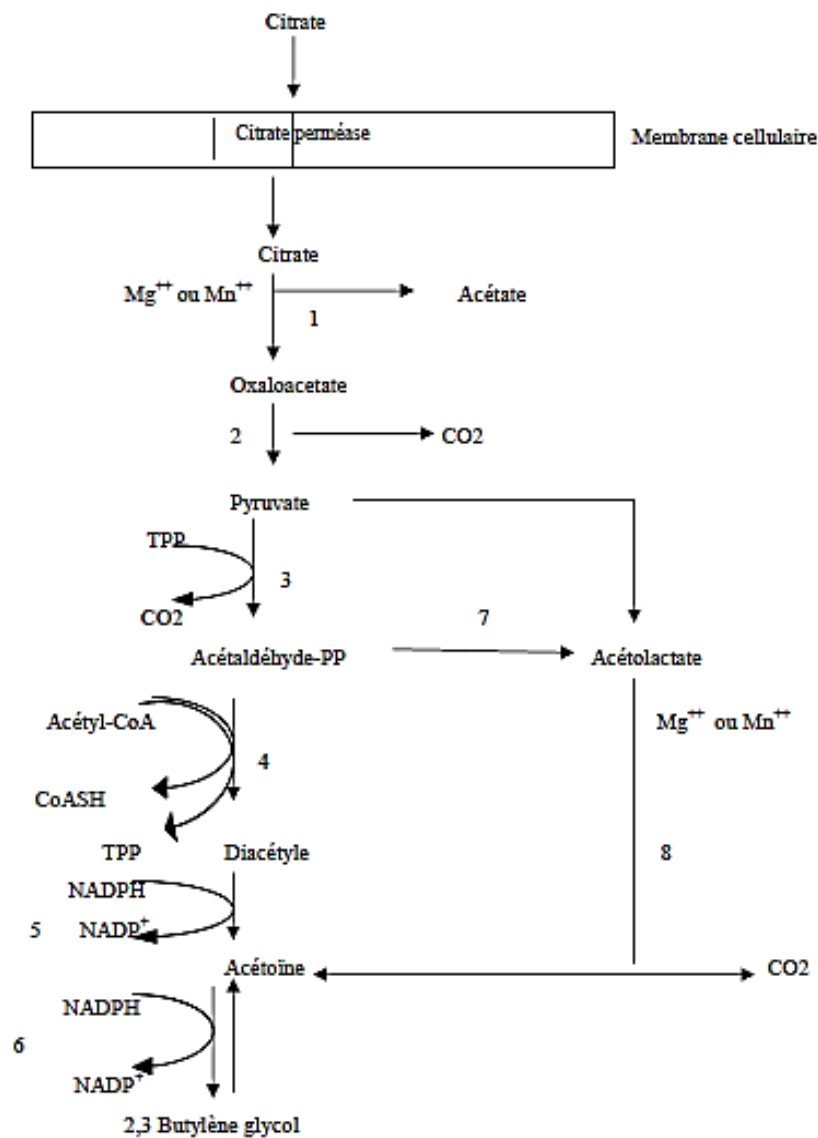 Citrate
Citrate perméase
Membrane cellulaire
Citrate
Mg⁺⁺ ou Mn⁺⁺
Acétate
1
Oxaloacetate
2
CO2
Pyruvate
TPP
3
CO2
7
Acétaldéhyde-PP
Acétolactate
Acétyl-CoA
Mg⁺⁺ ou Mn⁺⁺
4
CoASH
TPP
Diacétyle
8
NADPH
5
NADP⁺
Acétoïne
CO2
NADPH
6
NADP⁺
2,3 Butylène glycol